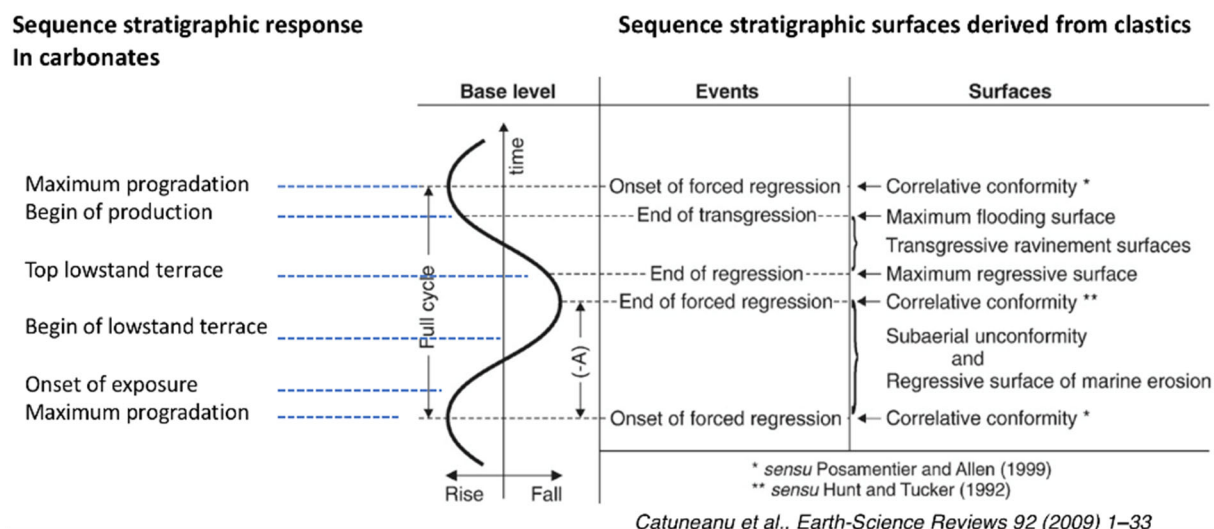 Sequence stratigraphic response
In carbonates
Sequence stratigraphic surfaces derived from clastics
Base level
Events
Surfaces
time
Maximum progradation
Onset of forced regression
Correlative conformity *
Begin of production
End of transgression
Maximum flooding surface
Transgressive ravinement surfaces
Top lowstand terrace
End of regression
Maximum regressive surface
Full cycle
End of forced regression
Correlative conformity **
Begin of lowstand terrace
(-A)
Subaerial unconformity
and
Regressive surface of marine erosion
Onset of exposure
Maximum progradation
Onset of forced regression
Correlative conformity *
Rise
Fall
* sensu Posamentier and Allen (1999)
** sensu Hunt and Tucker (1992)
Catuneanu et al., Earth-Science Reviews 92 (2009) 1–33